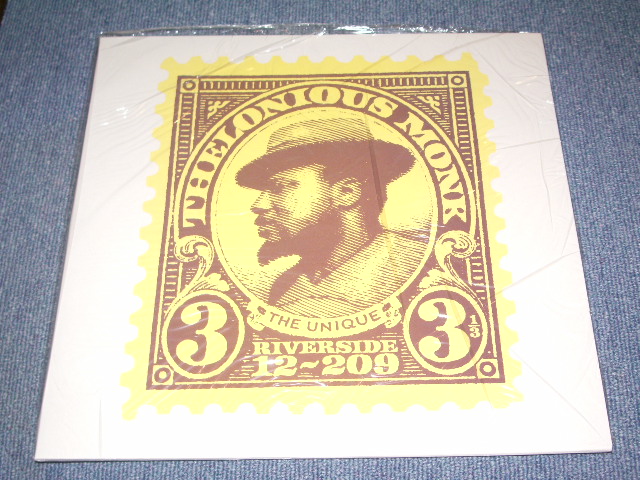 THELONIOUS MONK
THE UNIQUE
3
3 1/3
RIVERSIDE
12~209